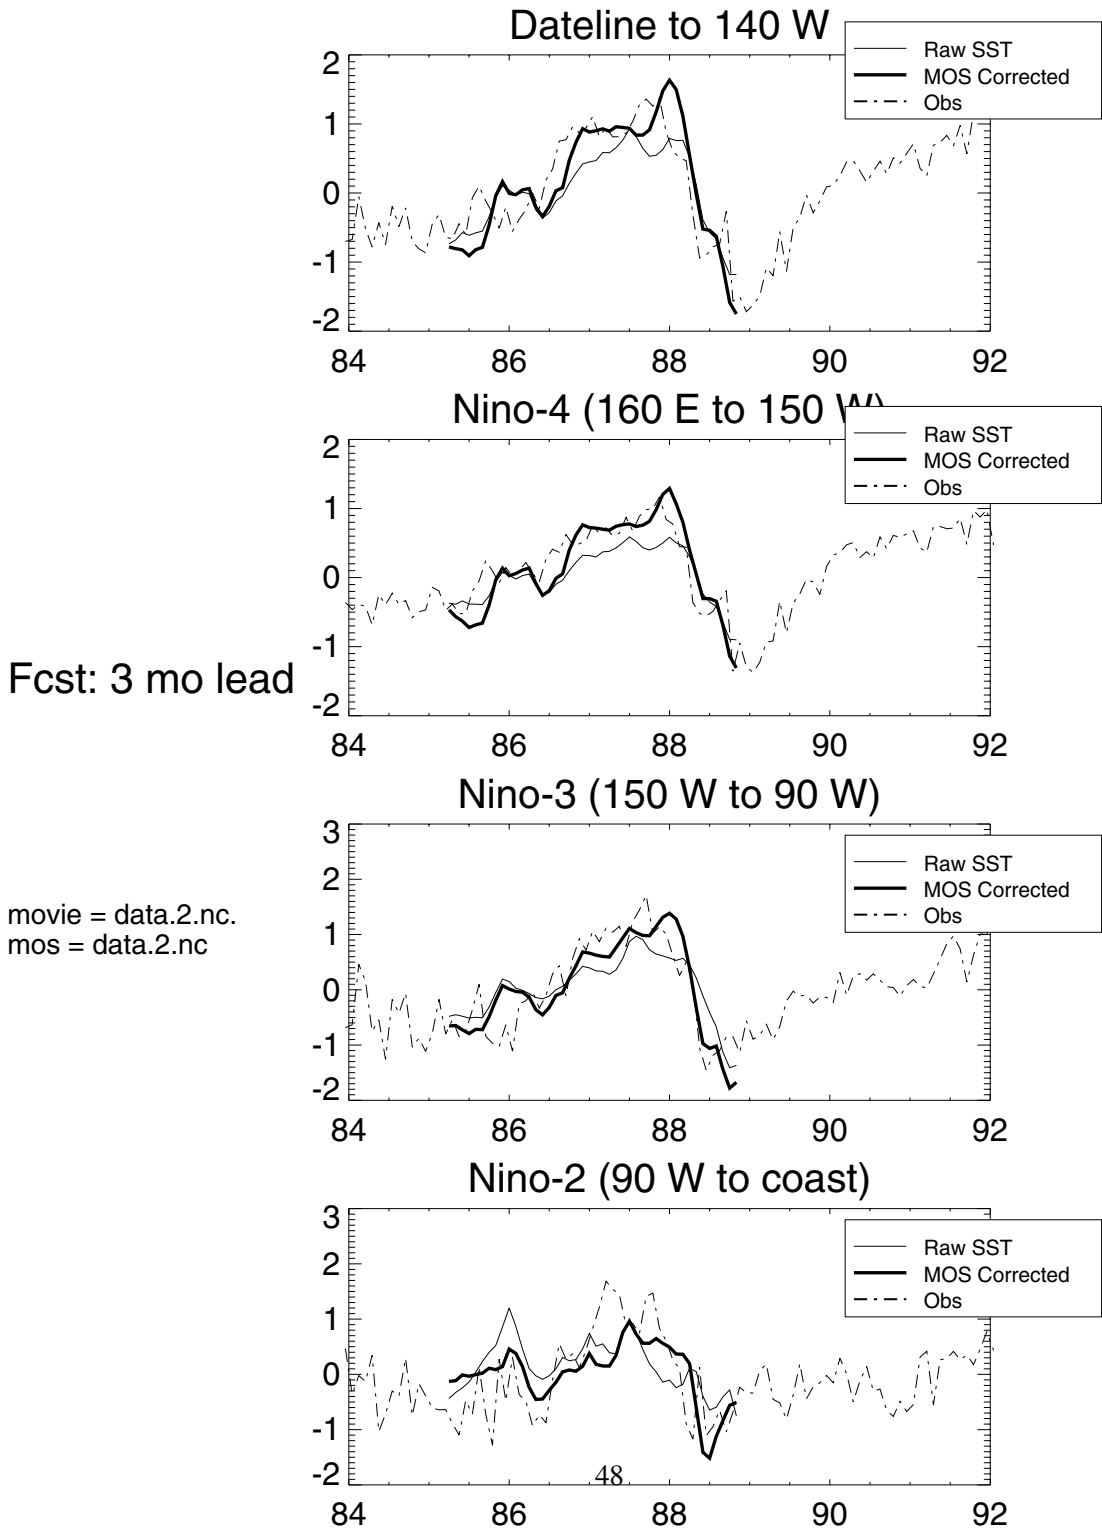 Dateline to 140 W
Raw SST
MOS Corrected
Obs
2
1
0
-1
-2
84 86 88 90 92
Nino-4 (160 E to 150 W)
Raw SST
MOS Corrected
Obs
2
1
0
-1
-2
84 86 88 90 92
Fcst: 3 mo lead
Nino-3 (150 W to 90 W)
Raw SST
MOS Corrected
Obs
3
2
1
0
-1
-2
84 86 88 90 92
movie = data.2.nc.
mos = data.2.nc
Nino-2 (90 W to coast)
Raw SST
MOS Corrected
Obs
3
2
1
0
-1
-2
48
84 86 88 90 92